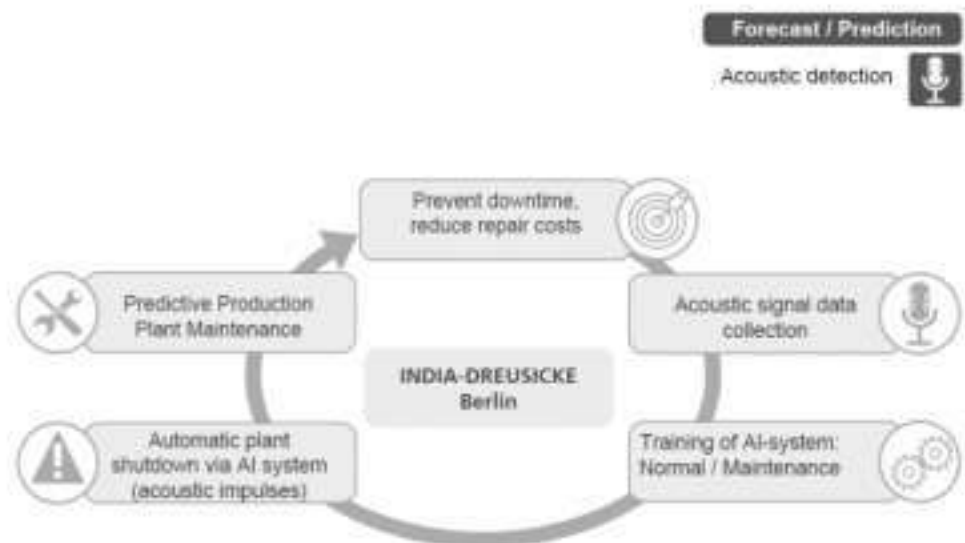 Forecast / Prediction
Acoustic detection
Prevent downtime,
reduce repair costs
Predictive Production
Plant Maintenance
Acoustic signal data
collection
INDIA-DREUSICKE
Berlin
Automatic plant
shutdown via AI system
(acoustic impulses)
Training of AI-system:
Normal / Maintenance